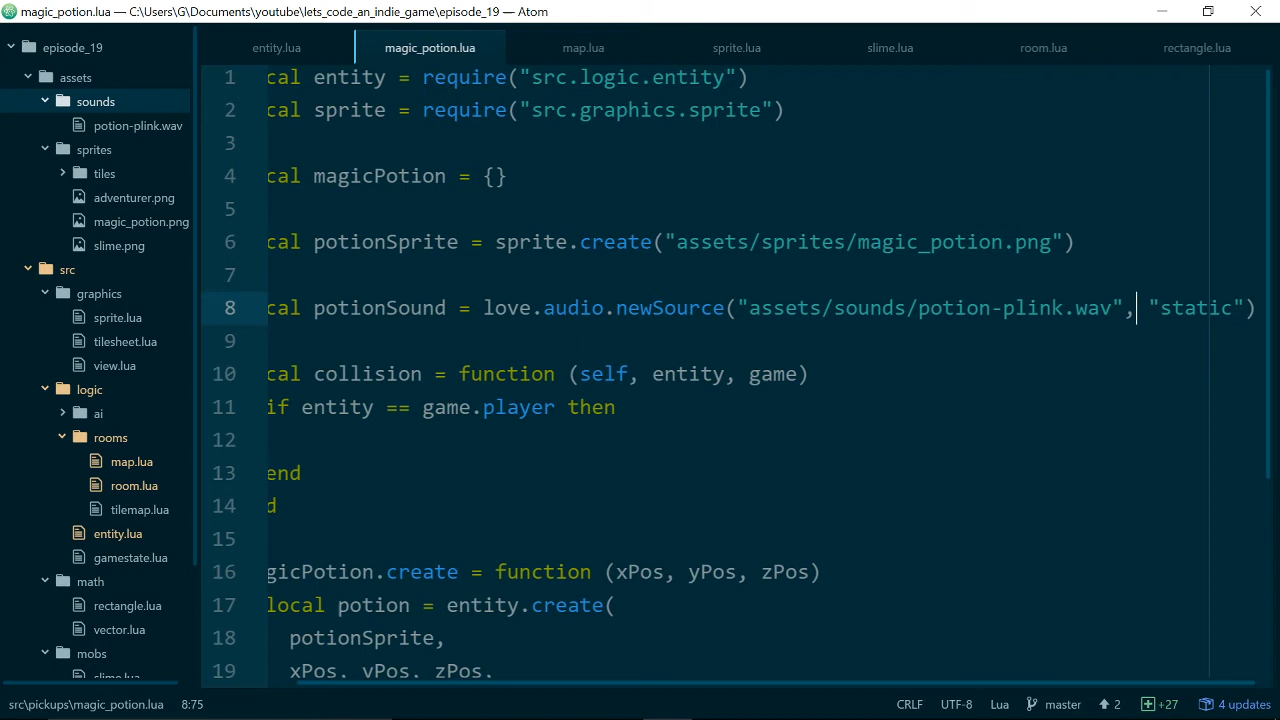 magic_potion.lua — C:\Users\G\Documents\youtube\lets_code_an_indie_game\episode_19 — Atom
episode_19
assets
sounds
potion-plink.wav
sprites
tiles
adventurer.png
magic_potion.png
slime.png
src
graphics
sprite.lua
tilesheet.lua
view.lua
logic
ai
rooms
map.lua
room.lua
tilemap.lua
entity.lua
gamestate.lua
math
rectangle.lua
vector.lua
mobs
slime.lua
entity.lua magic_potion.lua map.lua sprite.lua slime.lua room.lua rectangle.lua
1 cal entity = require("src.logic.entity")
2 cal sprite = require("src.graphics.sprite")
3
4 cal magicPotion = {}
5
6 cal potionSprite = sprite.create("assets/sprites/magic_potion.png")
7
8 cal potionSound = love.audio.newSource("assets/sounds/potion-plink.wav", "static")
9
10 cal collision = function (self, entity, game)
11 if entity == game.player then
12
13 end
14 d
15
16 gicPotion.create = function (xPos, yPos, zPos)
17 local potion = entity.create(
18 potionSprite,
19 xPos, yPos, zPos,
src\pickups\magic_potion.lua 8:75 CRLF UTF-8 Lua master 2 +27 4 updates